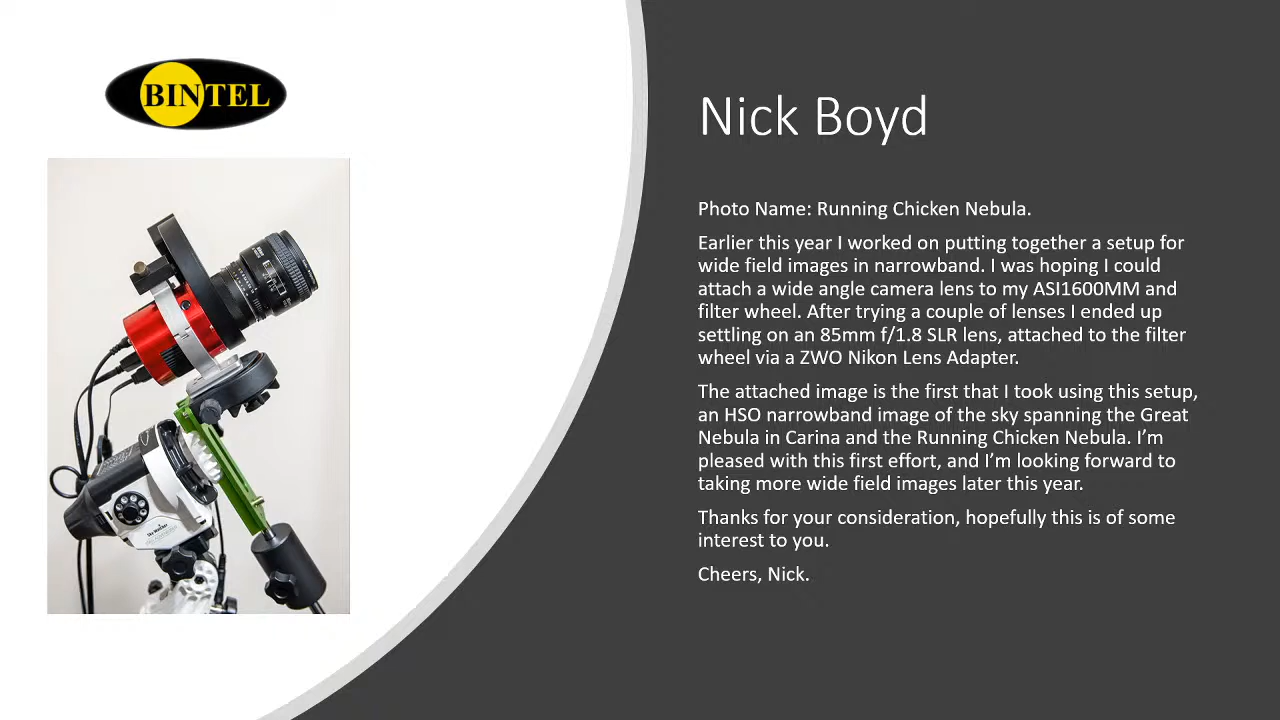 BINTEL
Nick Boyd
Photo Name: Running Chicken Nebula.
Earlier this year I worked on putting together a setup for
wide field images in narrowband. I was hoping I could
attach a wide angle camera lens to my ASI1600MM and
filter wheel. After trying a couple of lenses I ended up
settling on an 85mm f/1.8 SLR lens, attached to the filter
wheel via a ZWO Nikon Lens Adapter.
The attached image is the first that I took using this setup,
an HSO narrowband image of the sky spanning the Great
Nebula in Carina and the Running Chicken Nebula. I'm
pleased with this first effort, and I'm looking forward to
taking more wide field images later this year.
Thanks for your consideration, hopefully this is of some
interest to you.
Cheers, Nick.